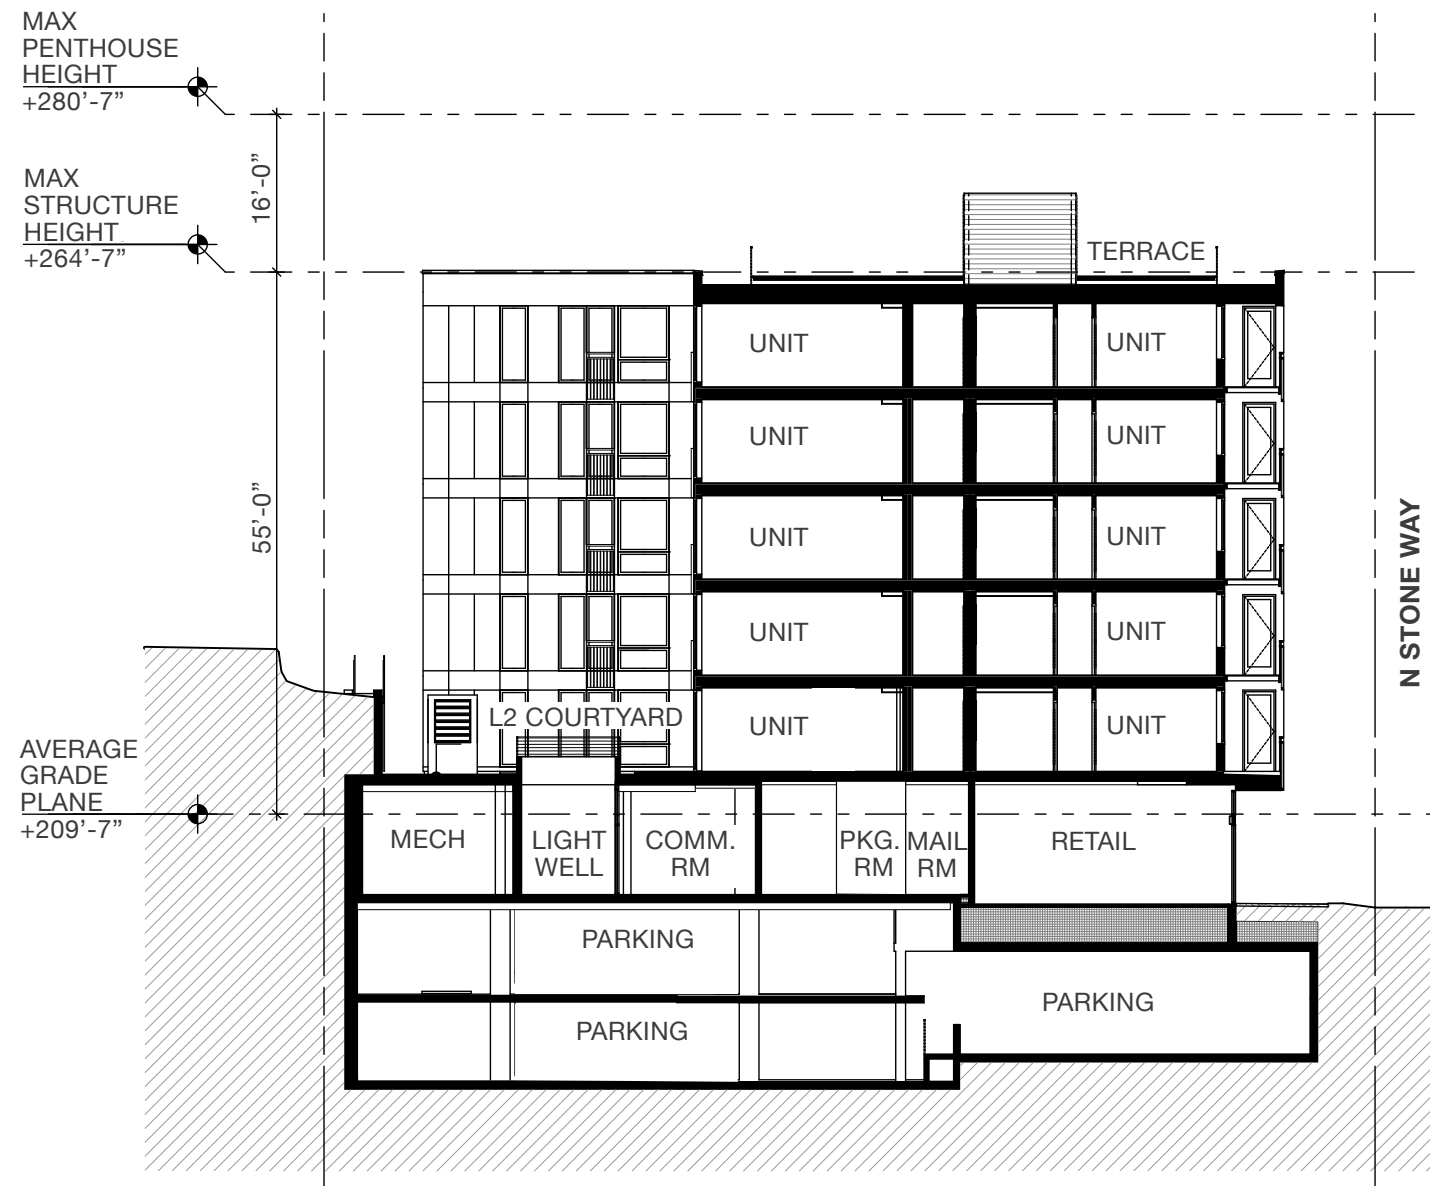 MAX
PENTHOUSE
HEIGHT
+280’-7”
16’-0”
MAX
STRUCTURE
HEIGHT
+264’-7”
TERRACE
UNIT
UNIT
UNIT
UNIT
55’-0”
UNIT
UNIT
N STONE WAY
UNIT
UNIT
L2 COURTYARD
UNIT
UNIT
AVERAGE
GRADE
PLANE
+209’-7”
MECH
LIGHT
WELL
COMM.
RM
PKG.
RM
MAIL
RM
RETAIL
PARKING
PARKING
PARKING